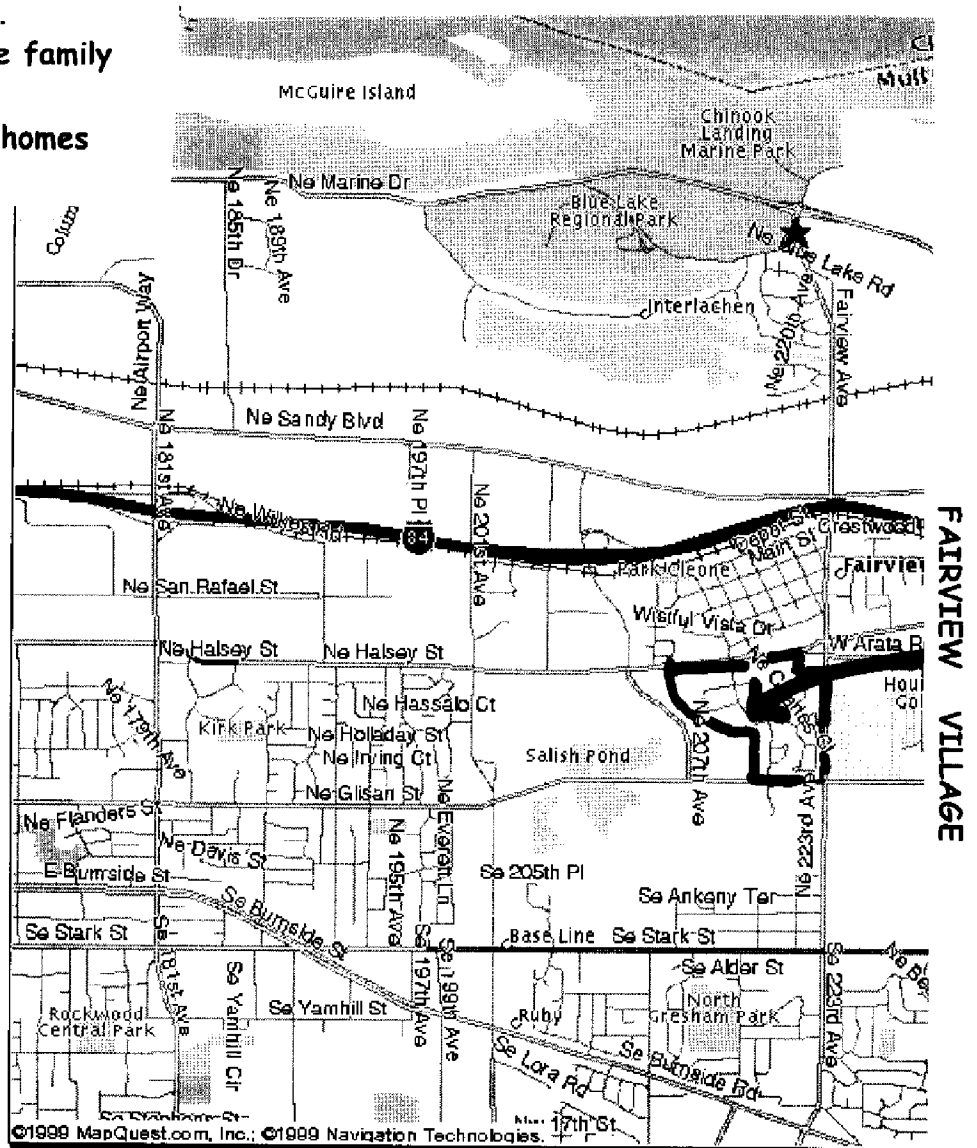 e family
homes
McGuire Island
Mult
Chinook
Landing
Marine Park
Ne Marine Dr
Blue Lake
Regional Park
Ne Blue Lake Rd
Colum
Ne 185th Dr
Ne 189th Ave
Interlachen
Ne 220th Ave
Fairview Ave
Ne Airport Way
Ne Sandy Blvd
Ne 181st Ave
Ne 197th Pl
Ne 201st Ave
84
Depot St
Crestwood
Main St
Park Cleone
Fairview
Ne San Rafael St
Wistful Vista Dr
Ne Halsey St
Ne Halsey St
W Arata R
FAIRVIEW VILLAGE
Ne 179th Ave
Kirk Park
Ne Hassalo Ct
Ne Holladay St
Ne Irving Ct
Ne Glisan St
Salish Pond
Ne 207th Ave
Ne 223rd Ave
Ne Flanders St
Ne Davis St
E Burnside St
Ne 195th Ave
Ne Everett Ln
Se 205th Pl
Se Ankeny Ter
Se Stark St
Se Burnside St
Base Line
Se Stark St
Se Alder St
Se 181st Ave
Se Yamhill Cir
Se Yamhill St
Se 197th Ave
Se 199th Ave
Rockwood
Central Park
Ruby
North
Gresham Park
Se 223rd Ave
Se Lora Rd
Se Burnside Rd
Se Stephens St
17th St
©1999 MapQuest.com, Inc.; ©1999 Navigation Technologies.